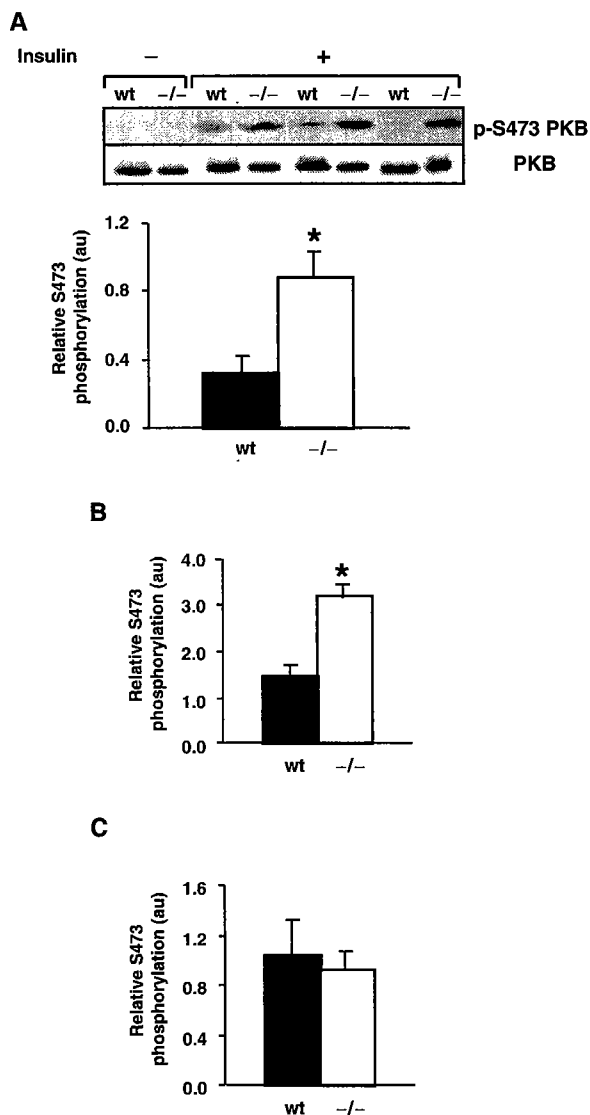 A
Insulin – +
wt –/– wt –/– wt –/– wt –/–
p-S473 PKB
PKB
1.2
0.8
0.4
0.0
Relative S473
phosphorylation (au)
*
wt –/–
B
4.0
3.0
2.0
1.0
0.0
Relative S473
phosphorylation (au)
*
wt –/–
C
1.6
1.2
0.8
0.4
0.0
Relative S473
phosphorylation (au)
wt –/–